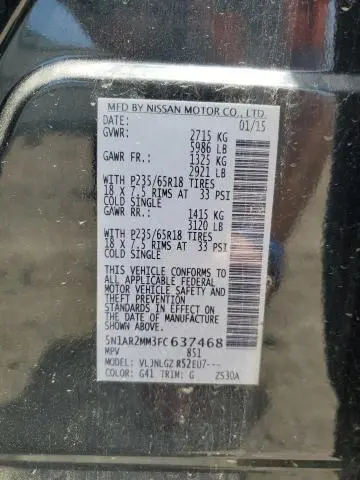 MFD BY NISSAN MOTOR CO., LTD.
DATE: 01/15
GVWR: 2715 KG
5986 LB
GAWR FR: 1325 KG
2921 LB
WITH P235/65R18 TIRES
18 X 7.5 RIMS AT 33 PSI
COLD SINGLE
GAWR RR: 1415 KG
3120 LB
WITH P235/65R18 TIRES
18 X 7.5 RIMS AT 33 PSI
COLD SINGLE
THIS VEHICLE CONFORMS TO
ALL APPLICABLE FEDERAL
MOTOR VEHICLE SAFETY
AND THEFT PREVENTION
STANDARDS IN EFFECT ON
THE DATE OF MANUFACTURE
SHOWN ABOVE
5N1AR2MM3FC637468
MPV 851
MODEL: VLJNLGZ R52EU7---
COLOR: G41 TRIM: G ZS30A